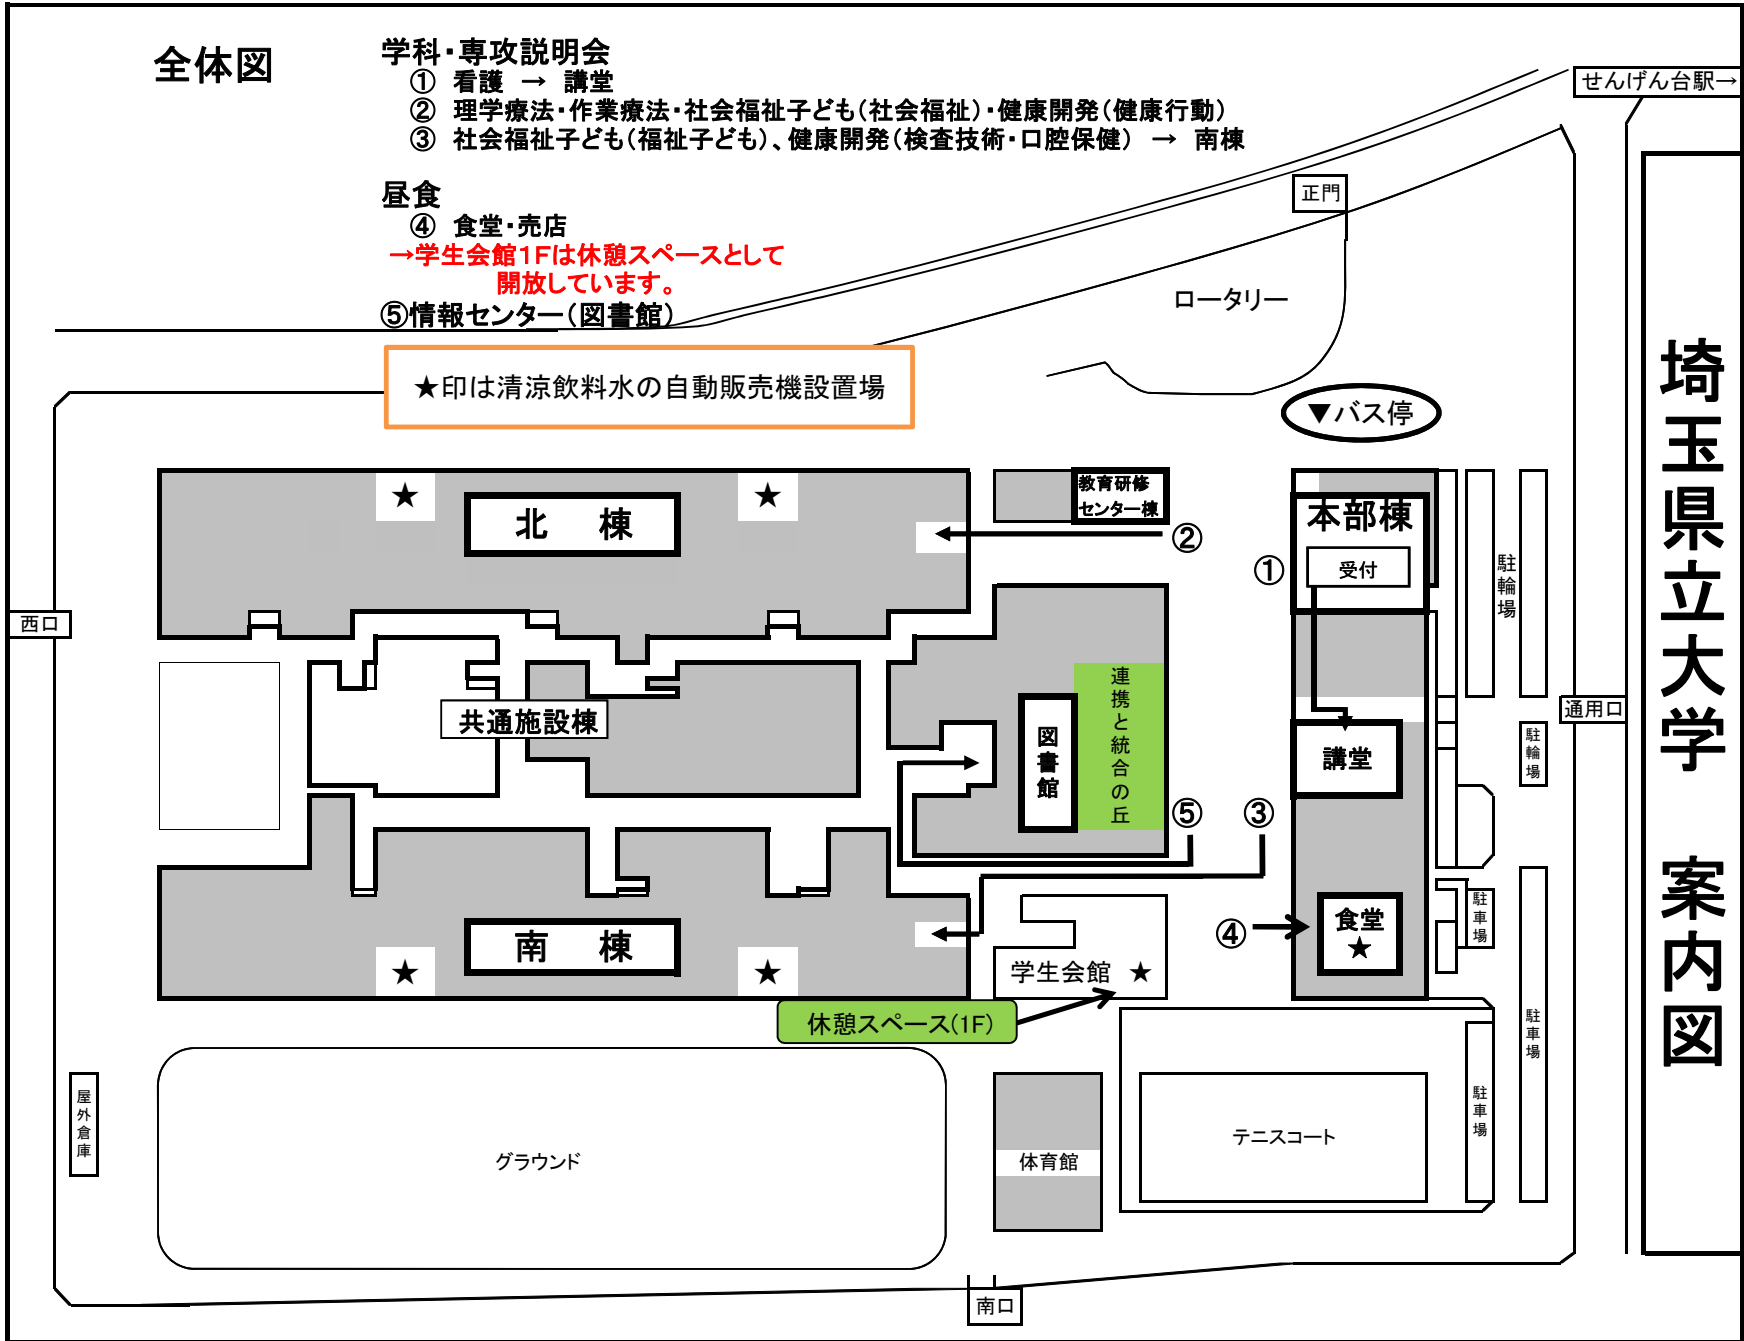 全体図
学科・専攻説明会
① 看護 → 講堂
② 理学療法・作業療法・社会福祉子ども(社会福祉)・健康開発(健康行動)
③ 社会福祉子ども(福祉子ども)、健康開発(検査技術・口腔保健) → 南棟
昼食
④ 食堂・売店
→学生会館1Fは休憩スペースとして
開放しています。
⑤情報センター(図書館)
★印は清涼飲料水の自動販売機設置場
せんげん台駅→
正門
ロータリー
▼バス停
埼玉県立大学 案内図
★
★
北 棟
教育研修
センター棟
②
本部棟
①
受付
駐輪場
西口
共通施設棟
図書館
連携と統合の丘
講堂
通用口
駐輪場
⑤
③
④
食堂
★
駐車場
南 棟
★
★
学生会館 ★
休憩スペース(1F)
駐車場
駐車場
屋外倉庫
グラウンド
体育館
テニスコート
南口